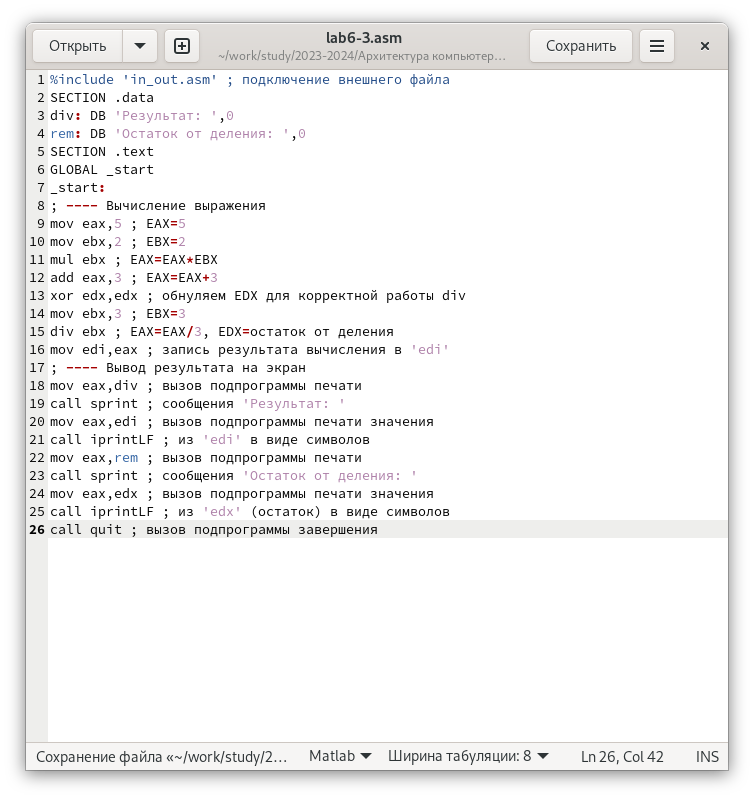 Открыть
lab6-3.asm
~/work/study/2023-2024/Архитектура компьютер…
Сохранить
1 %include 'in_out.asm' ; подключение внешнего файла
2 SECTION .data
3 div: DB 'Результат: ',0
4 rem: DB 'Остаток от деления: ',0
5 SECTION .text
6 GLOBAL _start
7 _start:
8 ; ---- Вычисление выражения
9 mov eax,5 ; EAX=5
10 mov ebx,2 ; EBX=2
11 mul ebx ; EAX=EAX*EBX
12 add eax,3 ; EAX=EAX+3
13 xor edx,edx ; обнуляем EDX для корректной работы div
14 mov ebx,3 ; EBX=3
15 div ebx ; EAX=EAX/3, EDX=остаток от деления
16 mov edi,eax ; запись результата вычисления в 'edi'
17 ; ---- Вывод результата на экран
18 mov eax,div ; вызов подпрограммы печати
19 call sprint ; сообщения 'Результат: '
20 mov eax,edi ; вызов подпрограммы печати значения
21 call iprintLF ; из 'edi' в виде символов
22 mov eax,rem ; вызов подпрограммы печати
23 call sprint ; сообщения 'Остаток от деления: '
24 mov eax,edx ; вызов подпрограммы печати значения
25 call iprintLF ; из 'edx' (остаток) в виде символов
26 call quit ; вызов подпрограммы завершения
Сохранение файла «~/work/study/2… Matlab Ширина табуляции: 8 Ln 26, Col 42 INS